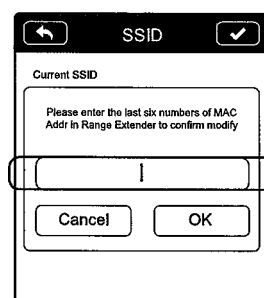 SSID
Current SSID
Please enter the last six numbers of MAC
Addr in Range Extender to confirm modify
Cancel
OK